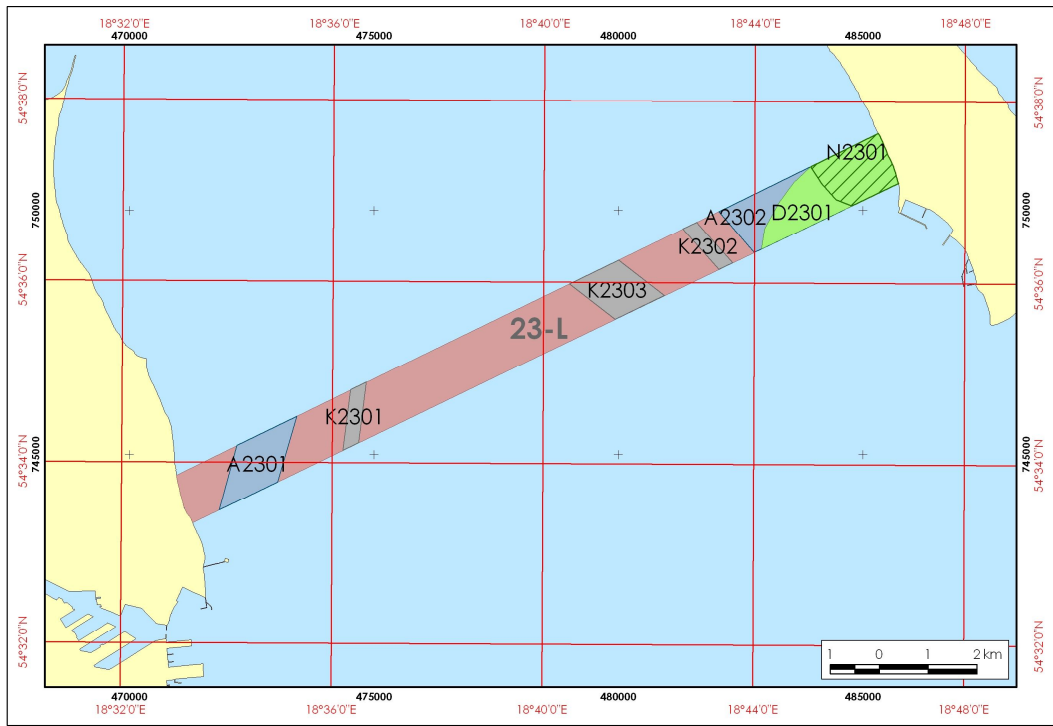 18°32'0"E 18°36'0"E 18°40'0"E 18°44'0"E 18°48'0"E
470000 475000 480000 485000
54°38'0"N 54°38'0"N
N2301
750000 A2302 D2301 750000
K2302
54°36'0"N K2303 54°36'0"N
23-L
K2301
745000 A2301 745000
54°34'0"N 54°34'0"N
54°32'0"N 54°32'0"N
1 0 1 2 km
470000 475000 480000 485000
18°32'0"E 18°36'0"E 18°40'0"E 18°44'0"E 18°48'0"E